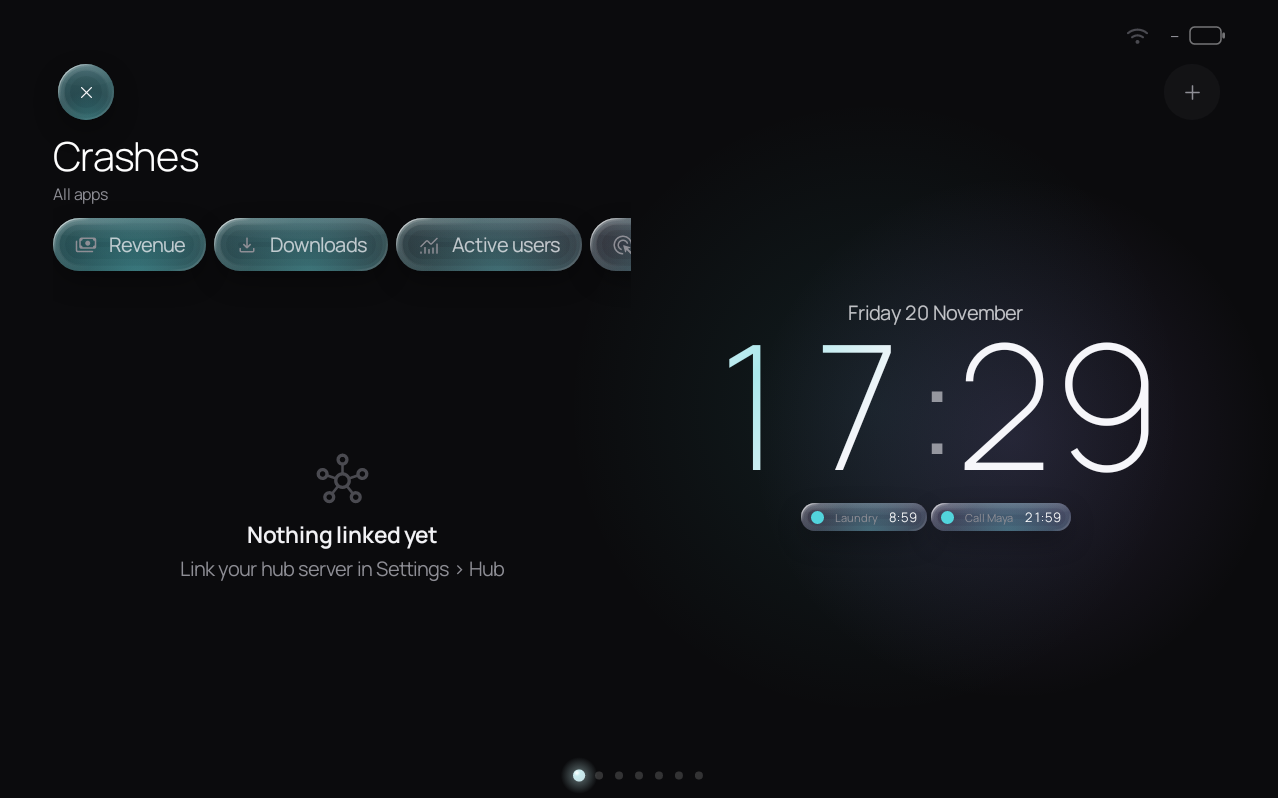 –
Crashes
All apps
Revenue
Downloads
Active users
Friday 20 November
17:29
Laundry 8:59
Call Maya 21:59
Nothing linked yet
Link your hub server in Settings > Hub